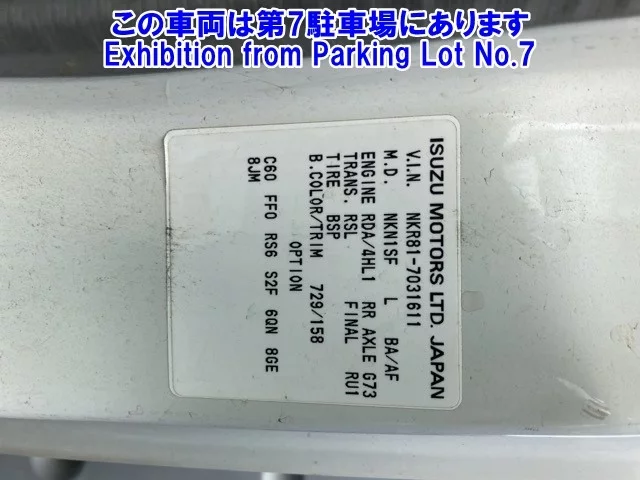 この車両は第7駐車場にあります
Exhibition from Parking Lot No.7
ISUZU MOTORS LTD. JAPAN
V.I.N. NKR81-7031611
M.D. NKN1SF L BA/AF
ENGINE RDA/4HL1 RR AXLE G73
TRANS. RSL FINAL RU1
TIRE BSP
B.COLOR/TRIM 729/158
OPTION
C60 FF0 RS6 S2F 6QN 8GE
8JM